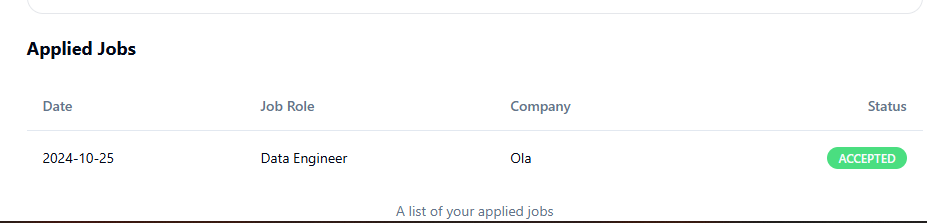 Applied Jobs
Date Job Role Company Status
2024-10-25 Data Engineer Ola ACCEPTED
A list of your applied jobs